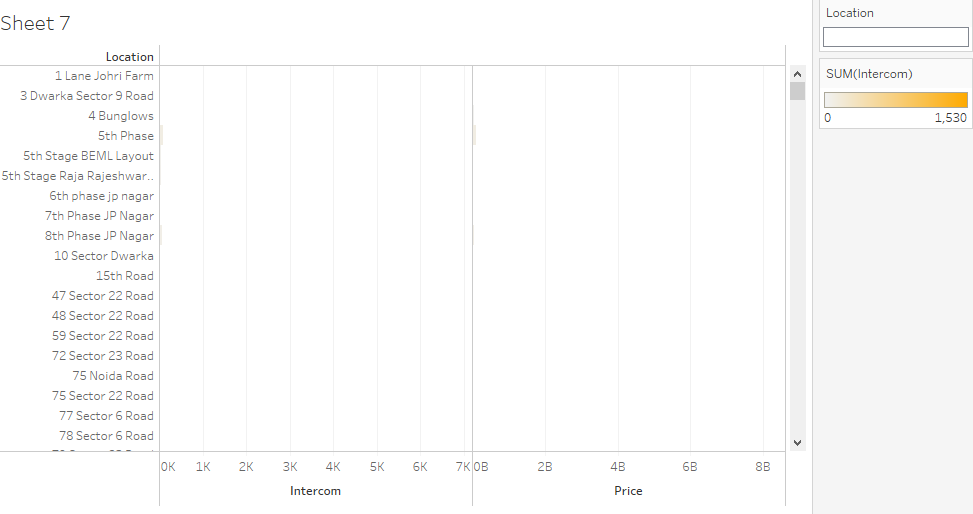 Sheet 7
Location
1 Lane Johri Farm
3 Dwarka Sector 9 Road
4 Bunglows
5th Phase
5th Stage BEML Layout
5th Stage Raja Rajeshwar..
6th phase jp nagar
7th Phase JP Nagar
8th Phase JP Nagar
10 Sector Dwarka
15th Road
47 Sector 22 Road
48 Sector 22 Road
59 Sector 22 Road
72 Sector 23 Road
75 Noida Road
75 Sector 22 Road
77 Sector 6 Road
78 Sector 6 Road
0K 1K 2K 3K 4K 5K 6K 7K 0B 2B 4B 6B 8B
Intercom Price
Location
SUM(Intercom)
0 1,530